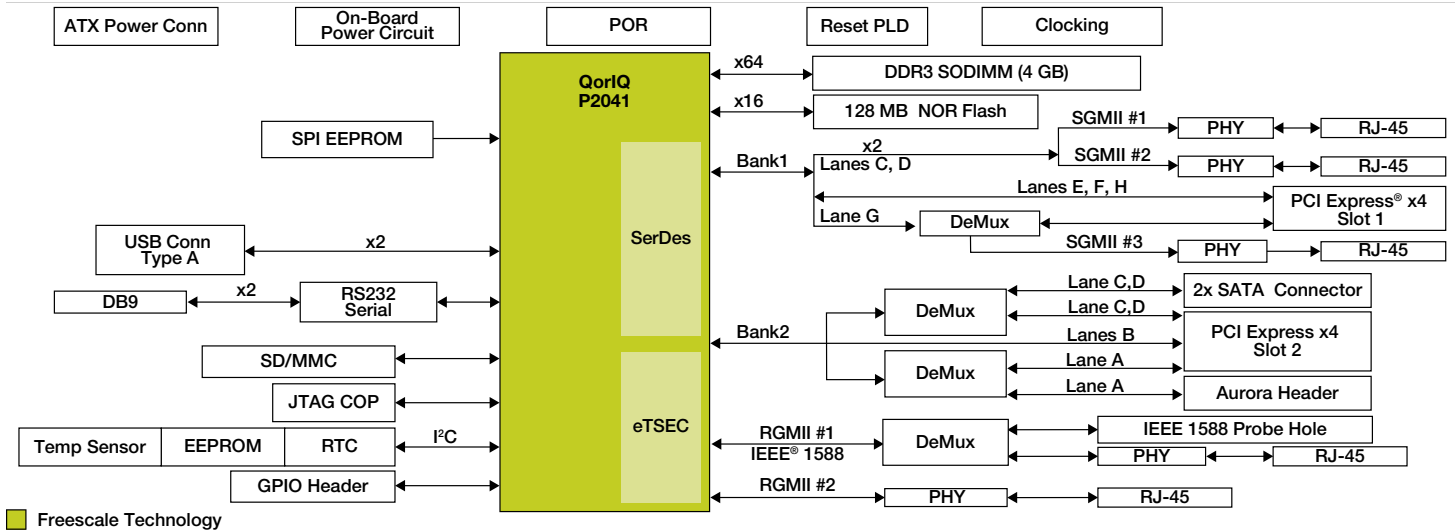 ATX Power Conn
On-Board
Power Circuit
POR
Reset PLD
Clocking
QorIQ
P2041
x64
DDR3 SODIMM (4 GB)
x16
128 MB NOR Flash
SPI EEPROM
SGMII #1
PHY
RJ-45
x2
Bank1
Lanes C, D
SGMII #2
PHY
RJ-45
Lanes E, F, H
PCI Express® x4
Slot 1
Lane G
DeMux
SerDes
SGMII #3
PHY
RJ-45
USB Conn
Type A
x2
DB9
x2
RS232
Serial
Lane C,D
2x SATA Connector
DeMux
Lane C,D
Bank2
Lanes B
PCI Express x4
Slot 2
SD/MMC
DeMux
Lane A
Lane A
Aurora Header
JTAG COP
eTSEC
Temp Sensor
EEPROM
RTC
I²C
RGMII #1
IEEE® 1588
DeMux
IEEE 1588 Probe Hole
PHY
RJ-45
GPIO Header
RGMII #2
PHY
RJ-45
Freescale Technology